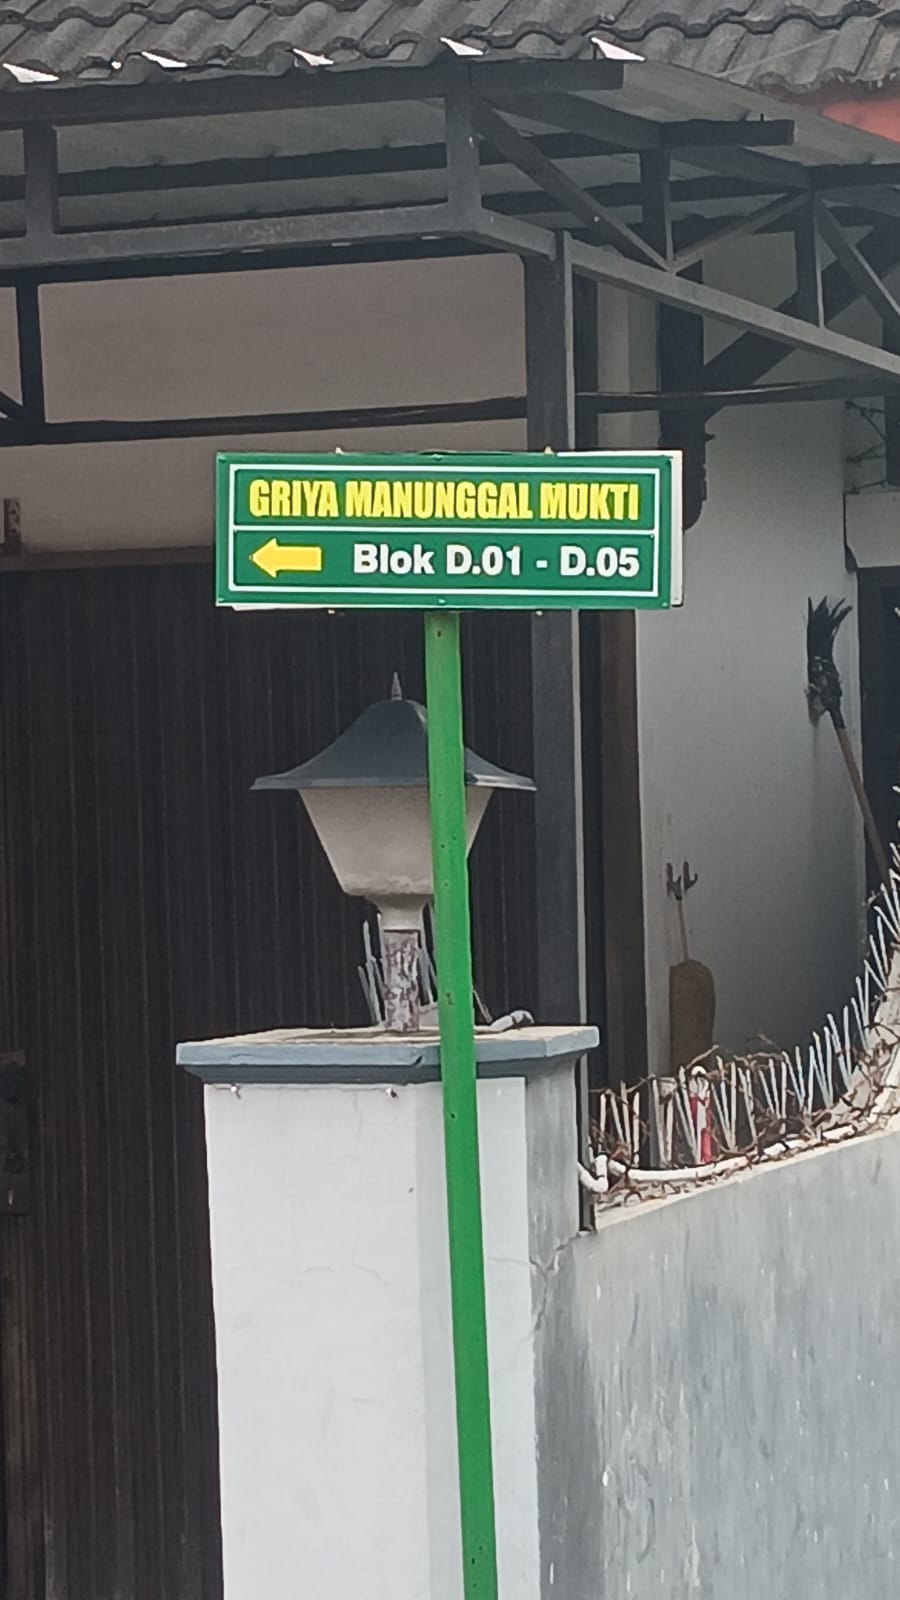 GRIYA MANUNGGAL MUKTI
Blok D.01 - D.05